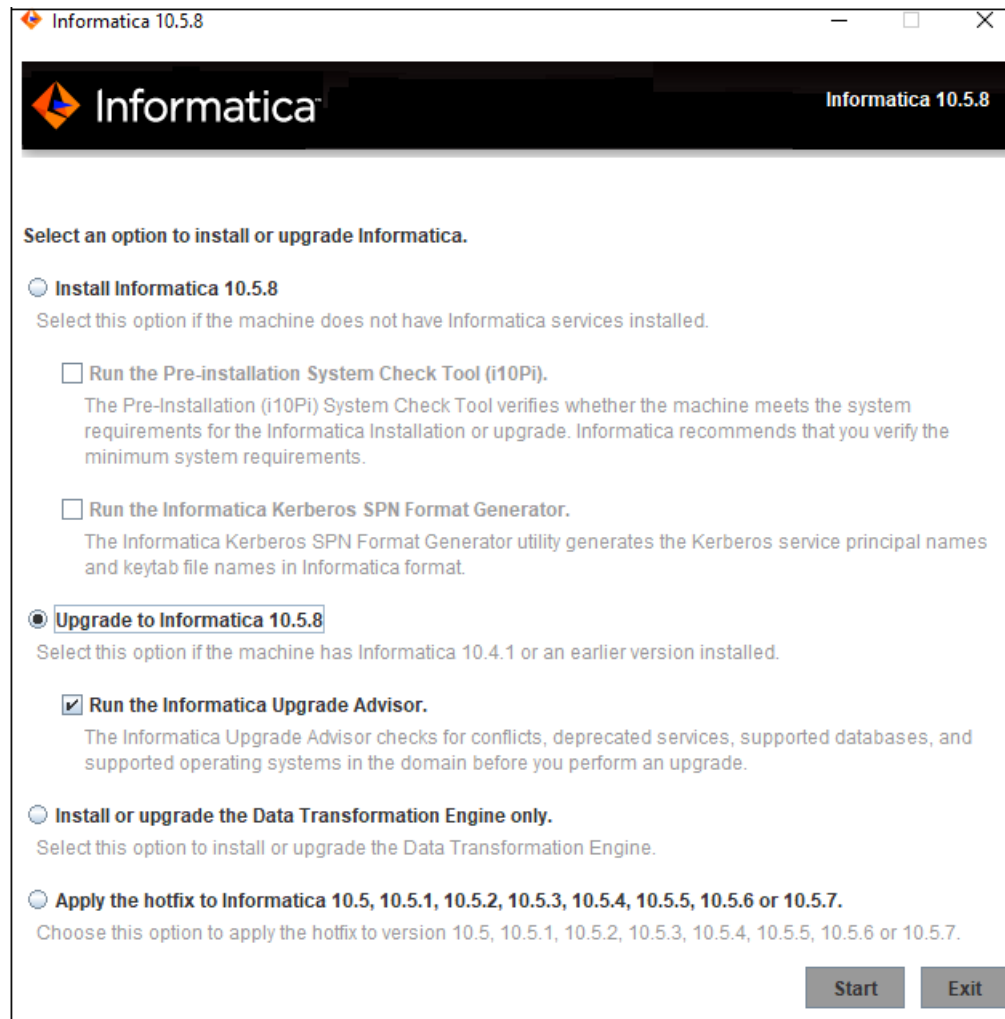 Informatica 10.5.8
Informatica
Informatica 10.5.8
Select an option to install or upgrade Informatica.
Install Informatica 10.5.8
Select this option if the machine does not have Informatica services installed.
Run the Pre-installation System Check Tool (i10Pi).
The Pre-Installation (i10Pi) System Check Tool verifies whether the machine meets the system
requirements for the Informatica Installation or upgrade. Informatica recommends that you verify the
minimum system requirements.
Run the Informatica Kerberos SPN Format Generator.
The Informatica Kerberos SPN Format Generator utility generates the Kerberos service principal names
and keytab file names in Informatica format.
Upgrade to Informatica 10.5.8
Select this option if the machine has Informatica 10.4.1 or an earlier version installed.
Run the Informatica Upgrade Advisor.
The Informatica Upgrade Advisor checks for conflicts, deprecated services, supported databases, and
supported operating systems in the domain before you perform an upgrade.
Install or upgrade the Data Transformation Engine only.
Select this option to install or upgrade the Data Transformation Engine.
Apply the hotfix to Informatica 10.5, 10.5.1, 10.5.2, 10.5.3, 10.5.4, 10.5.5, 10.5.6 or 10.5.7.
Choose this option to apply the hotfix to version 10.5, 10.5.1, 10.5.2, 10.5.3, 10.5.4, 10.5.5, 10.5.6 or 10.5.7.
Start Exit